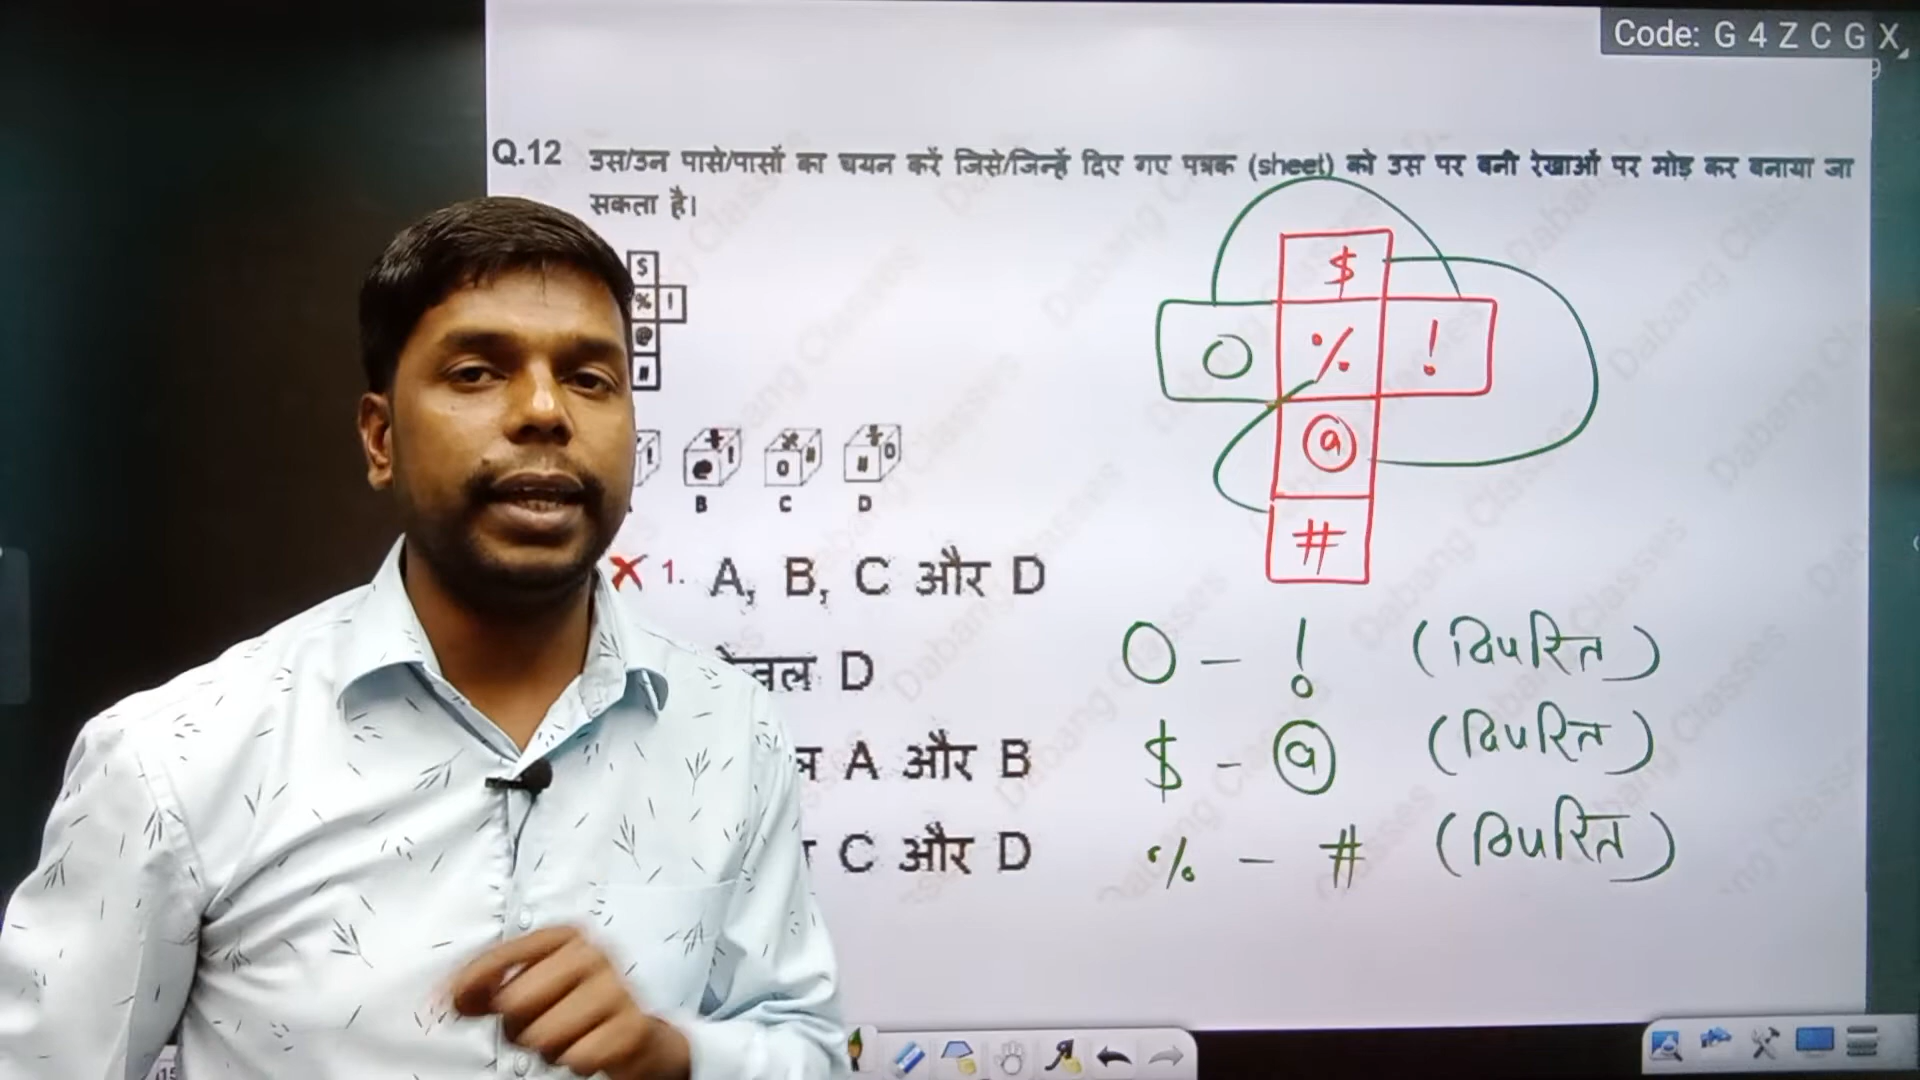 Code: G 4 Z C G X
Q.12 उस/उन पासे/पासों का चयन करें जिसे/जिन्हें दिए गए पत्रक (sheet) को उस पर बनी रेखाओं पर मोड़ कर बनाया जा
सकता है।
$
% !
@
#
B C D
1. A, B, C और D
D
A और B
C और D
$
O % !
@
#
O - ! (विपरित)
$ - @ (विपरित)
% - # (विपरित)